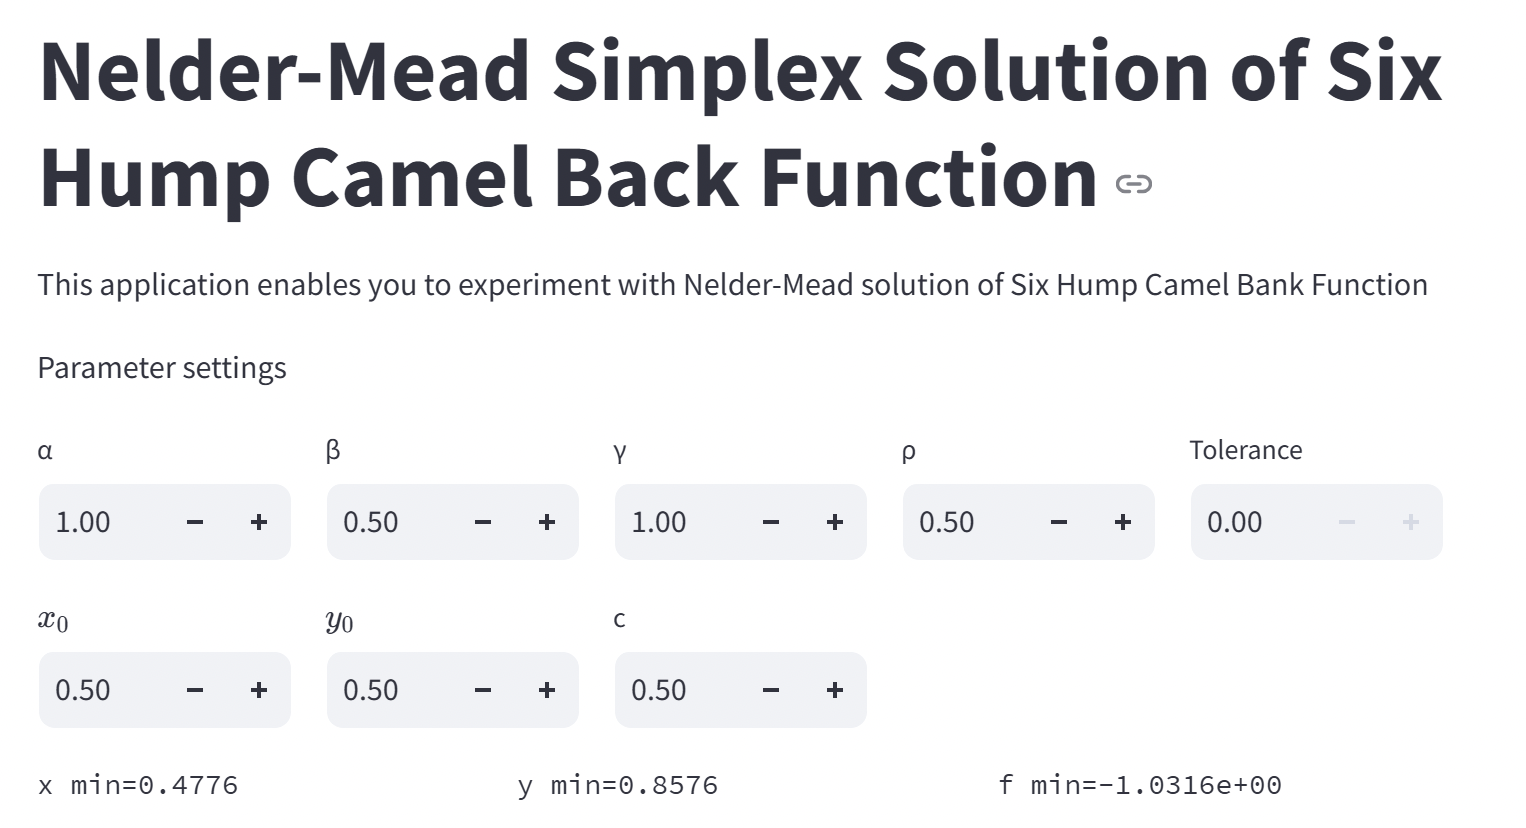 Nelder-Mead Simplex Solution of Six
Hump Camel Back Function
This application enables you to experiment with Nelder-Mead solution of Six Hump Camel Bank Function
Parameter settings
α β γ ρ Tolerance
1.00 − + 0.50 − + 1.00 − + 0.50 − + 0.00 − +
x₀ y₀ c
0.50 − + 0.50 − + 0.50 − +
x min=0.4776 y min=0.8576 f min=-1.0316e+00